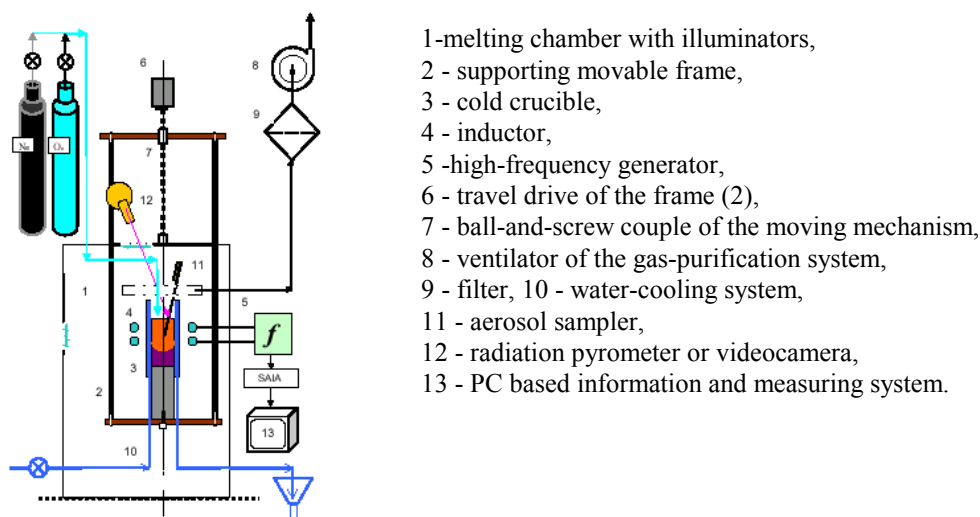 1-melting chamber with illuminators,
2 - supporting movable frame,
3 - cold crucible,
4 - inductor,
5 -high-frequency generator,
6 - travel drive of the frame (2),
7 - ball-and-screw couple of the moving mechanism,
8 - ventilator of the gas-purification system,
9 - filter, 10 - water-cooling system,
11 - aerosol sampler,
12 - radiation pyrometer or videocamera,
13 - PC based information and measuring system.
6
8
9
7
12
11
1
5
4
f
3
SAIA
2
13
10